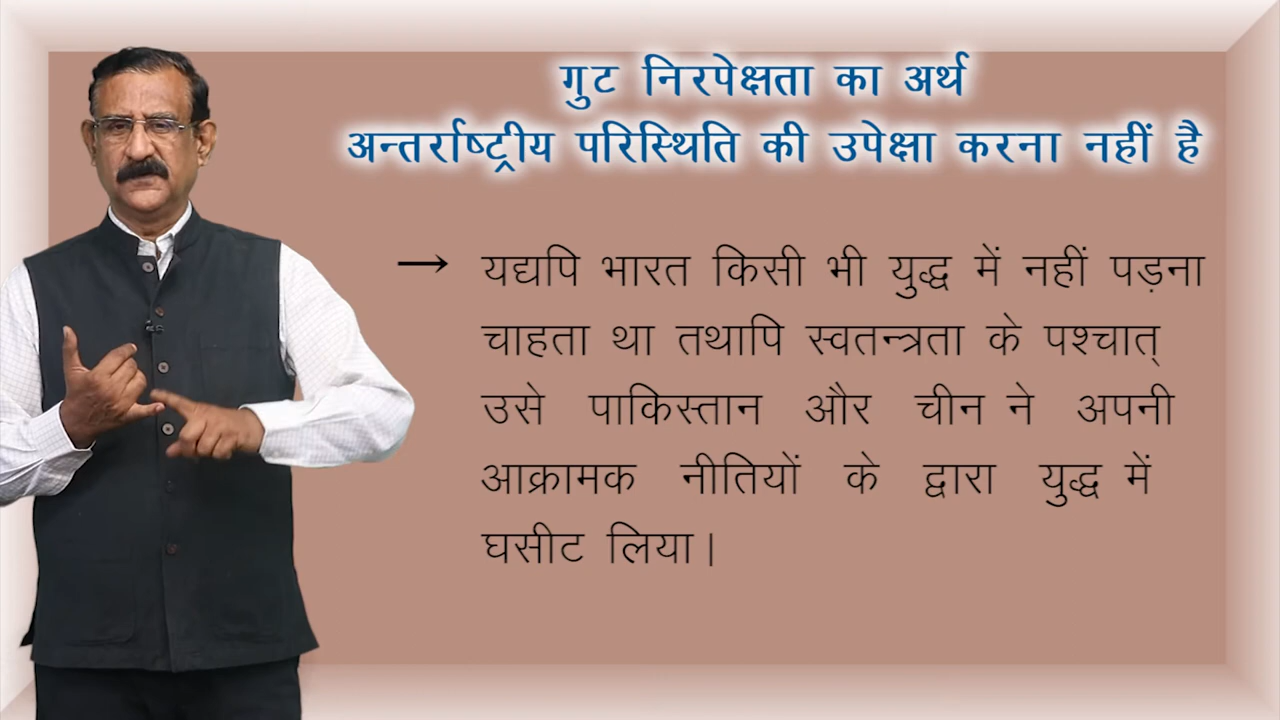 गुट निरपेक्षता का अर्थ
अन्तर्राष्ट्रीय परिस्थिति की उपेक्षा करना नहीं है
→ यद्यपि भारत किसी भी युद्ध में नहीं पड़ना
चाहता था तथापि स्वतन्त्रता के पश्चात्
उसे पाकिस्तान और चीन ने अपनी
आक्रामक नीतियों के द्वारा युद्ध में
घसीट लिया।